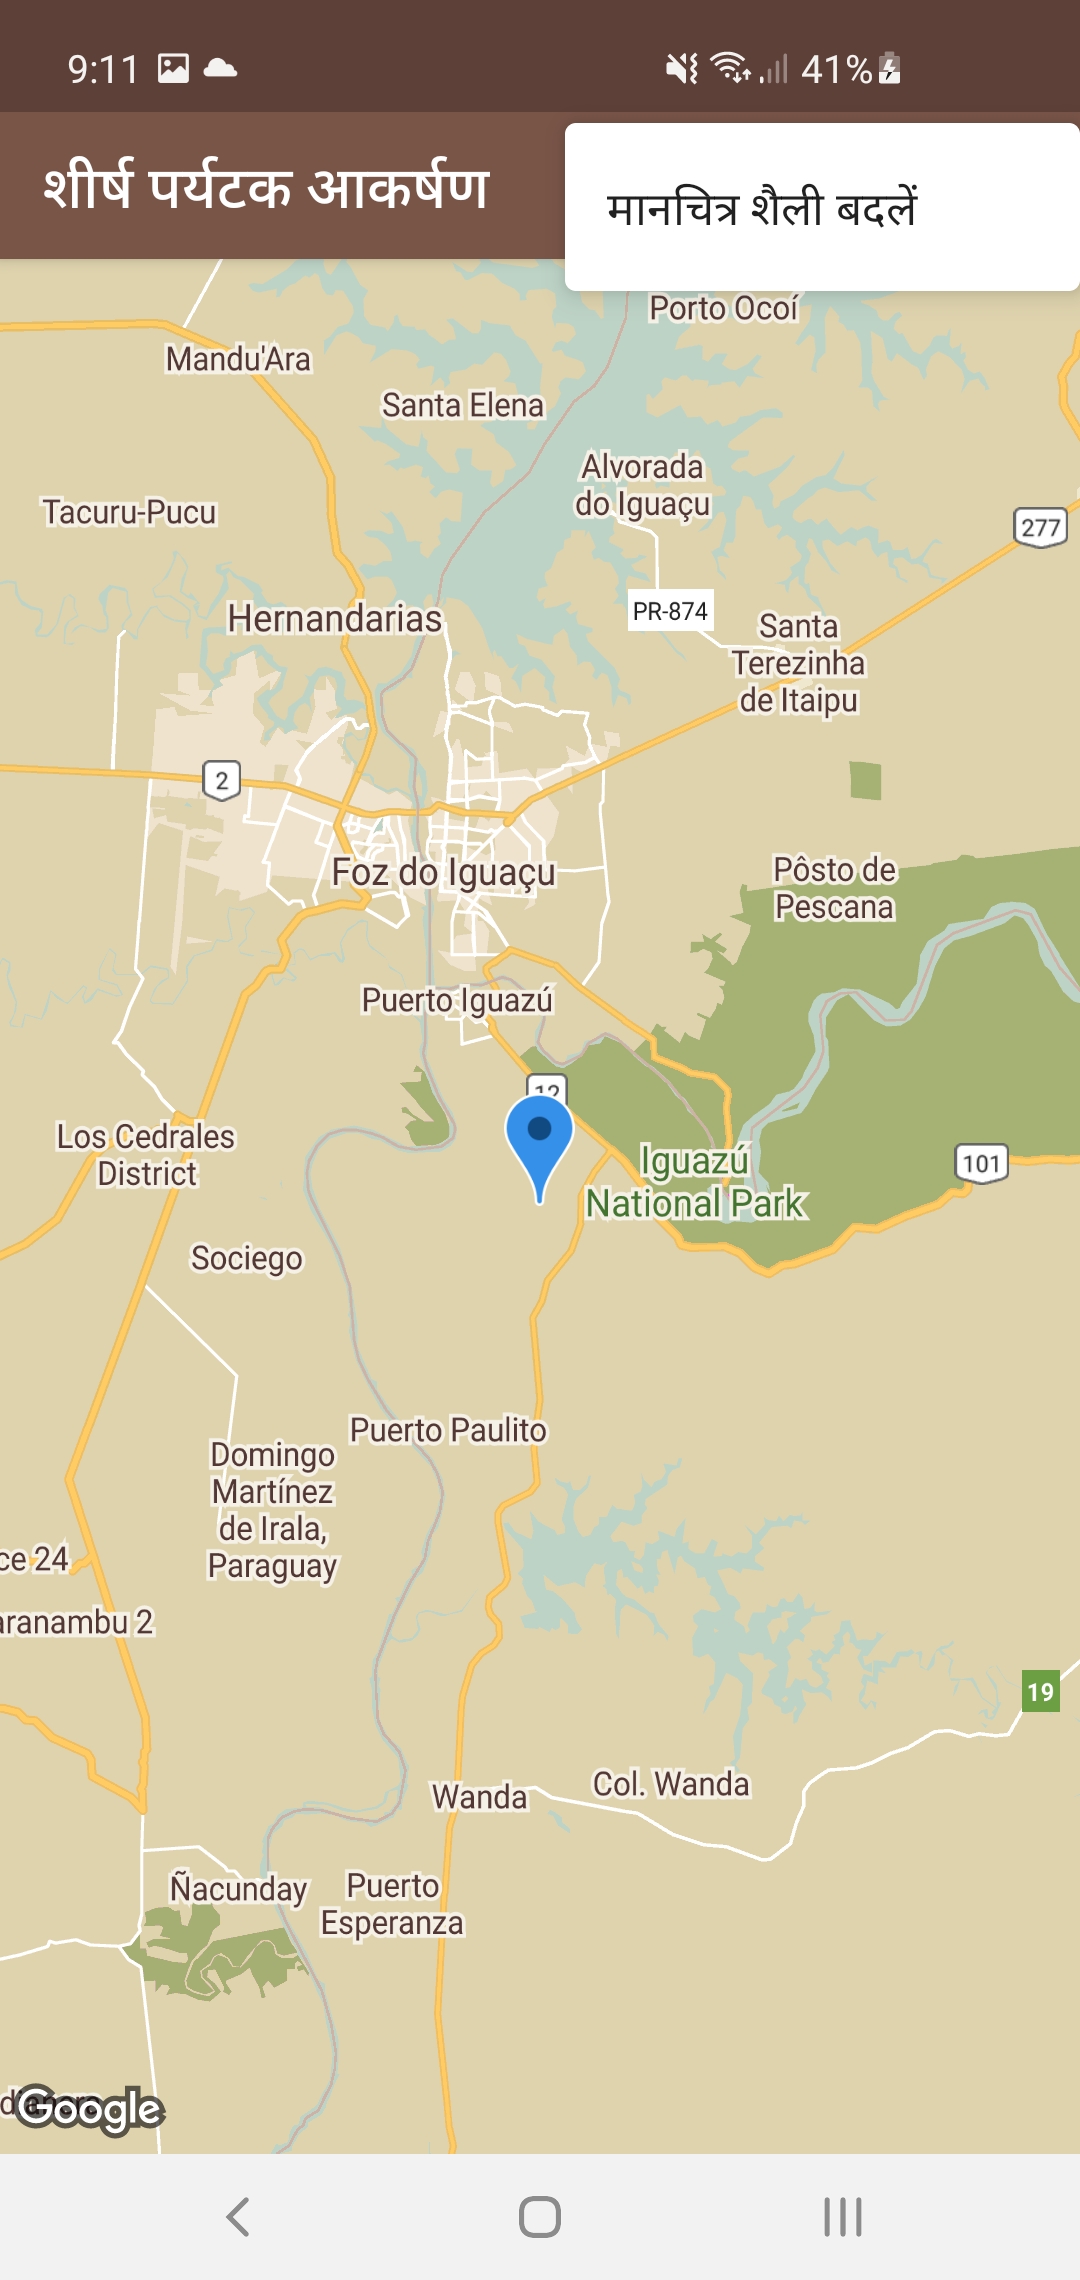 9:11
41%
शीर्ष पर्यटक आकर्षण
मानचित्र शैली बदलें
Porto Ocoí
Mandu'Ara
Santa Elena
Alvorada
do Iguaçu
Tacuru-Pucu
277
PR-874
Hernandarias
Santa
Terezinha
de Itaipu
2
Foz do Iguaçu
Pôsto de
Pescana
Puerto Iguazú
12
Los Cedrales
District
Iguazú
National Park
101
Sociego
Puerto Paulito
Domingo
Martínez
de Irala,
Paraguay
ce 24
aranambu 2
19
Col. Wanda
Wanda
Ñacunday
Puerto
Esperanza
Google